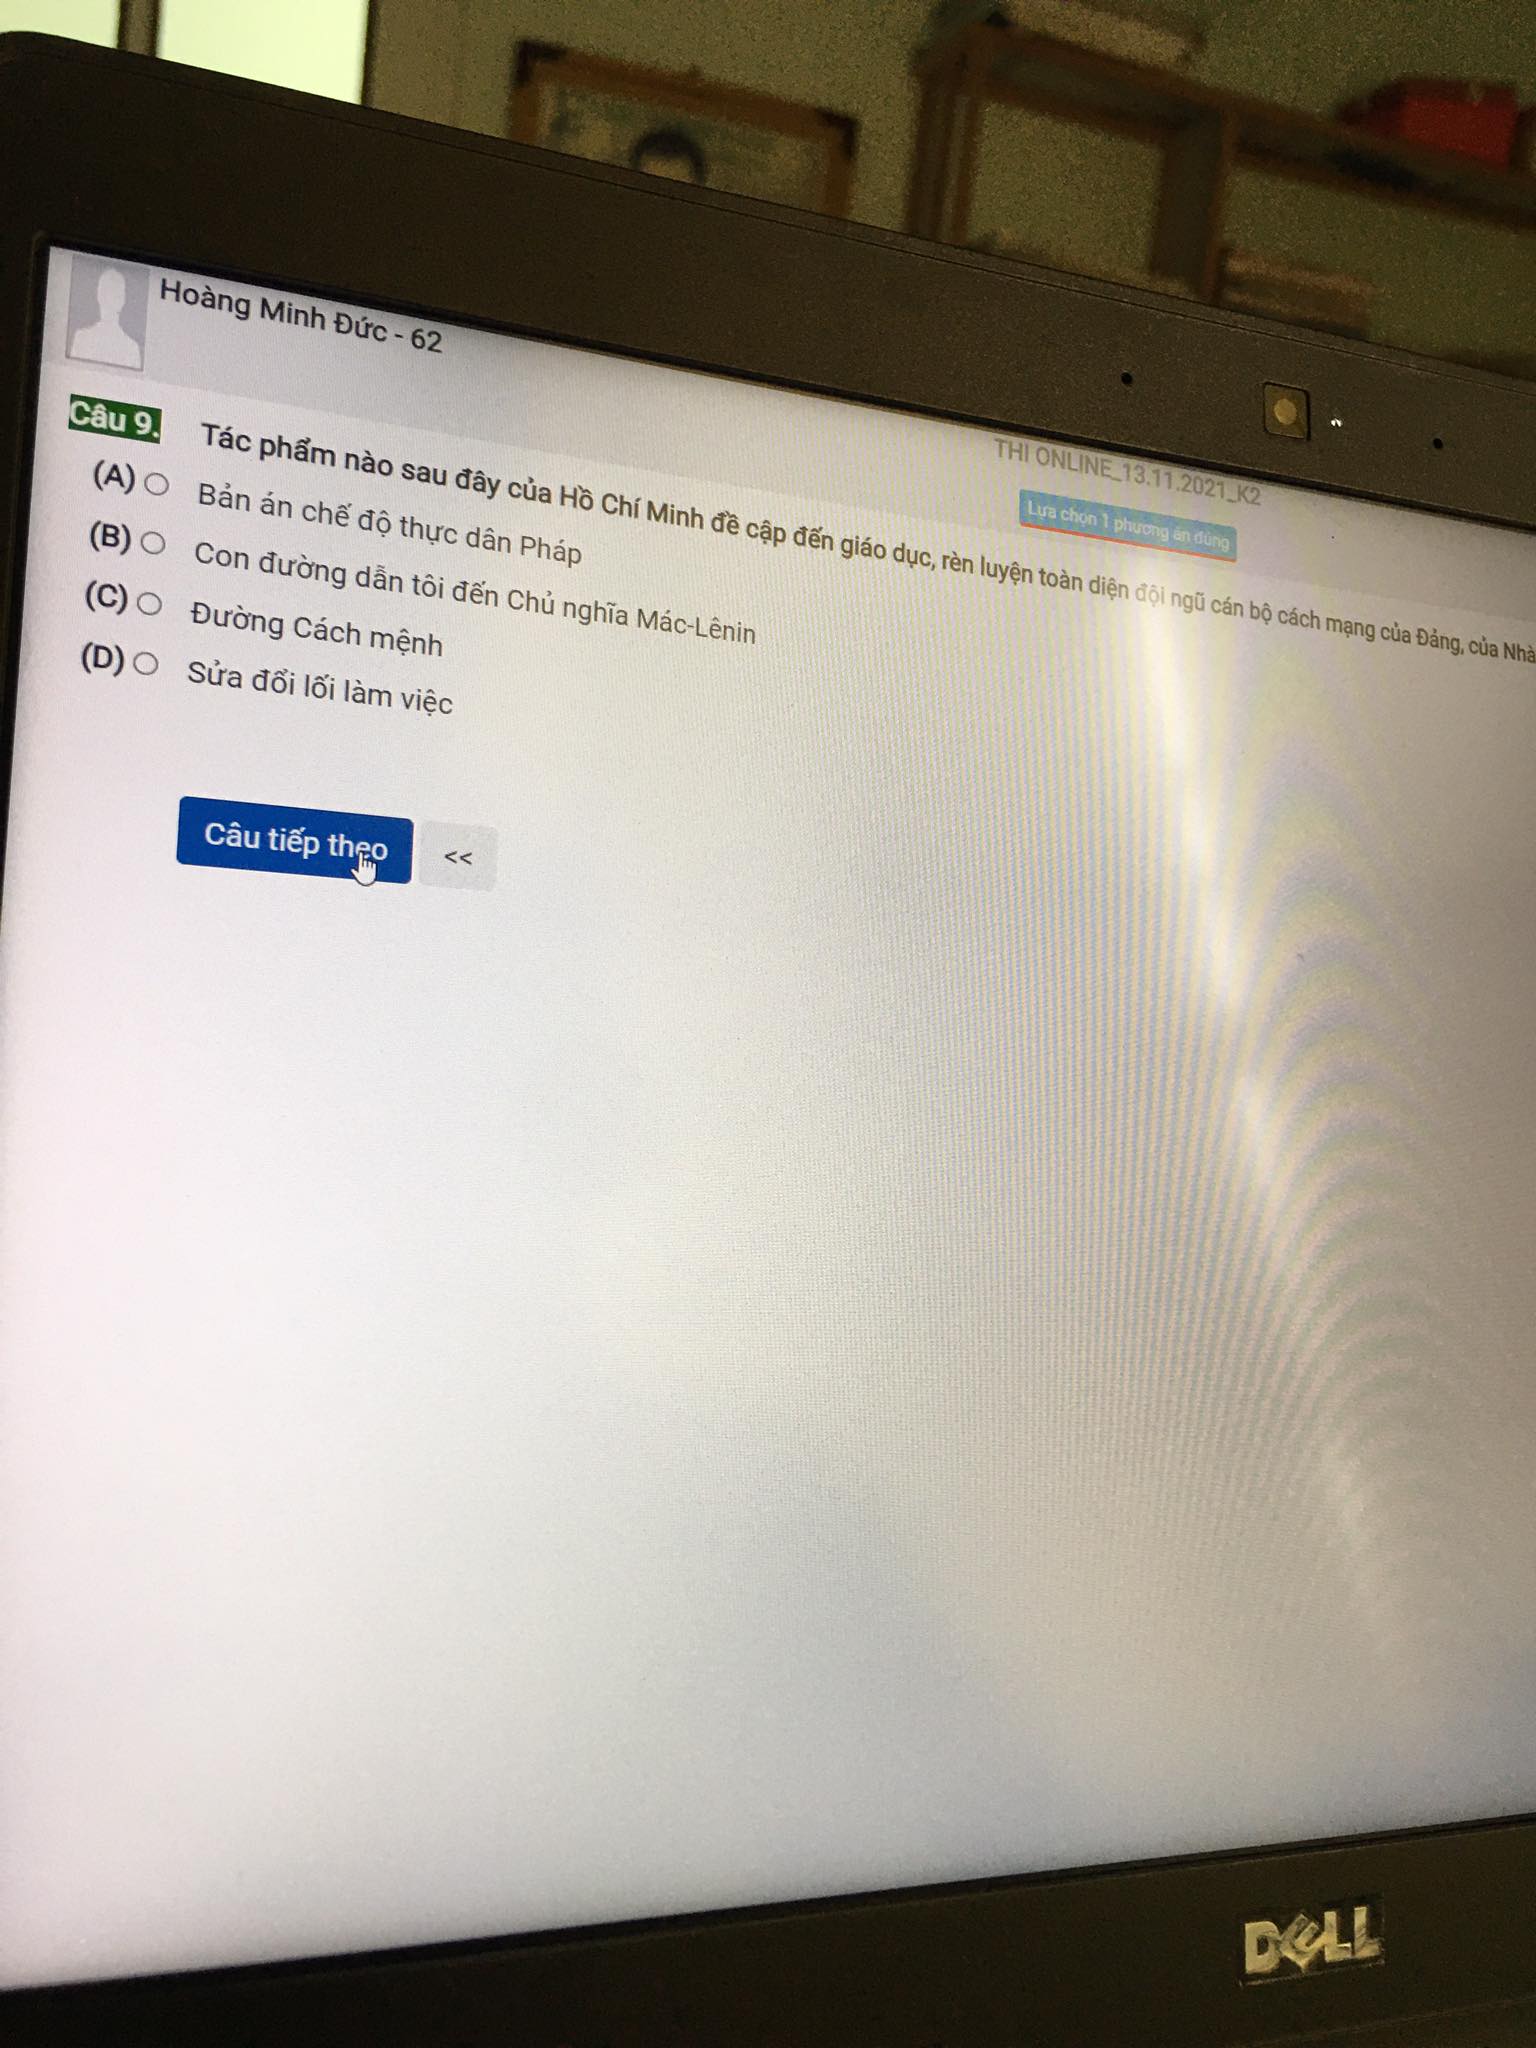 Hoàng Minh Đức - 62
THI ONLINE_13.11.2021_K2
Lựa chọn 1 phương án đúng
Câu 9. Tác phẩm nào sau đây của Hồ Chí Minh đề cập đến giáo dục, rèn luyện toàn diện đội ngũ cán bộ cách mạng của Đảng, của Nhà
(A) Bản án chế độ thực dân Pháp
(B) Con đường dẫn tôi đến Chủ nghĩa Mác-Lênin
(C) Đường Cách mệnh
(D) Sửa đổi lối làm việc
Câu tiếp theo <<
DELL